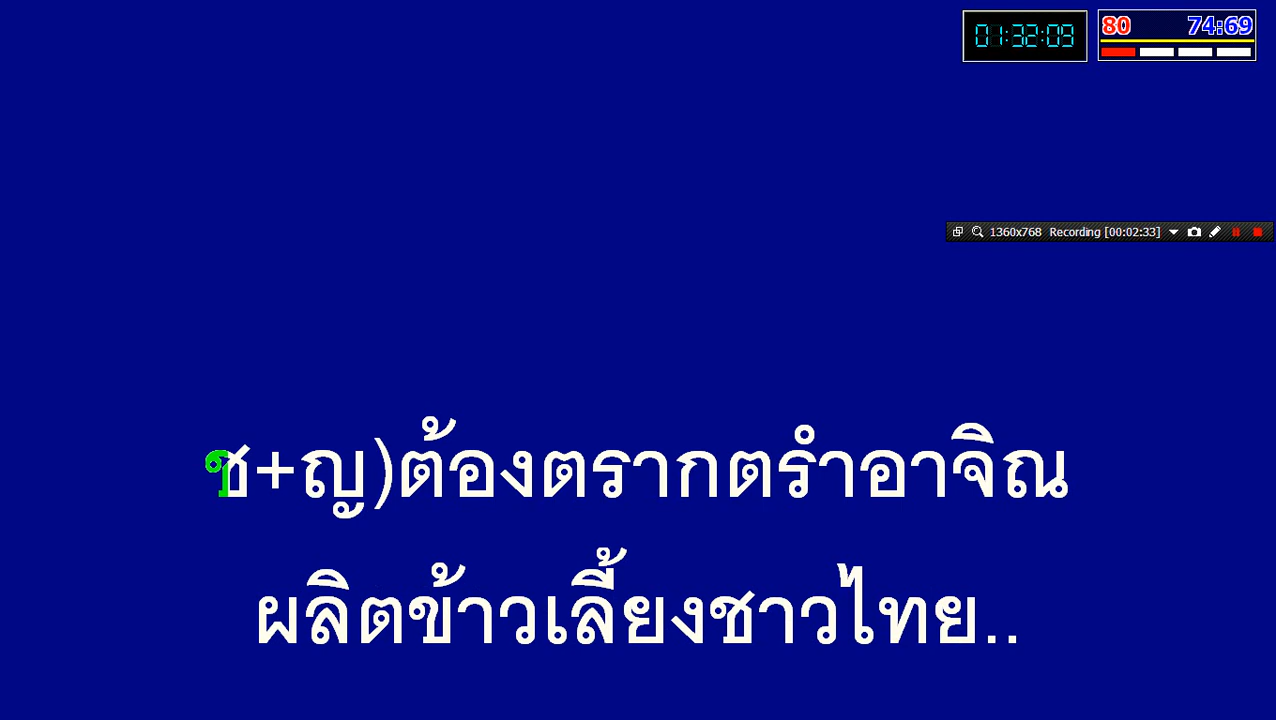 01:32:09
80 74:69
1360x768 Recording [00:02:33]
ช+ญ)ต้องตรากตรำอาจิณ
ผลิตข้าวเลี้ยงชาวไทย..